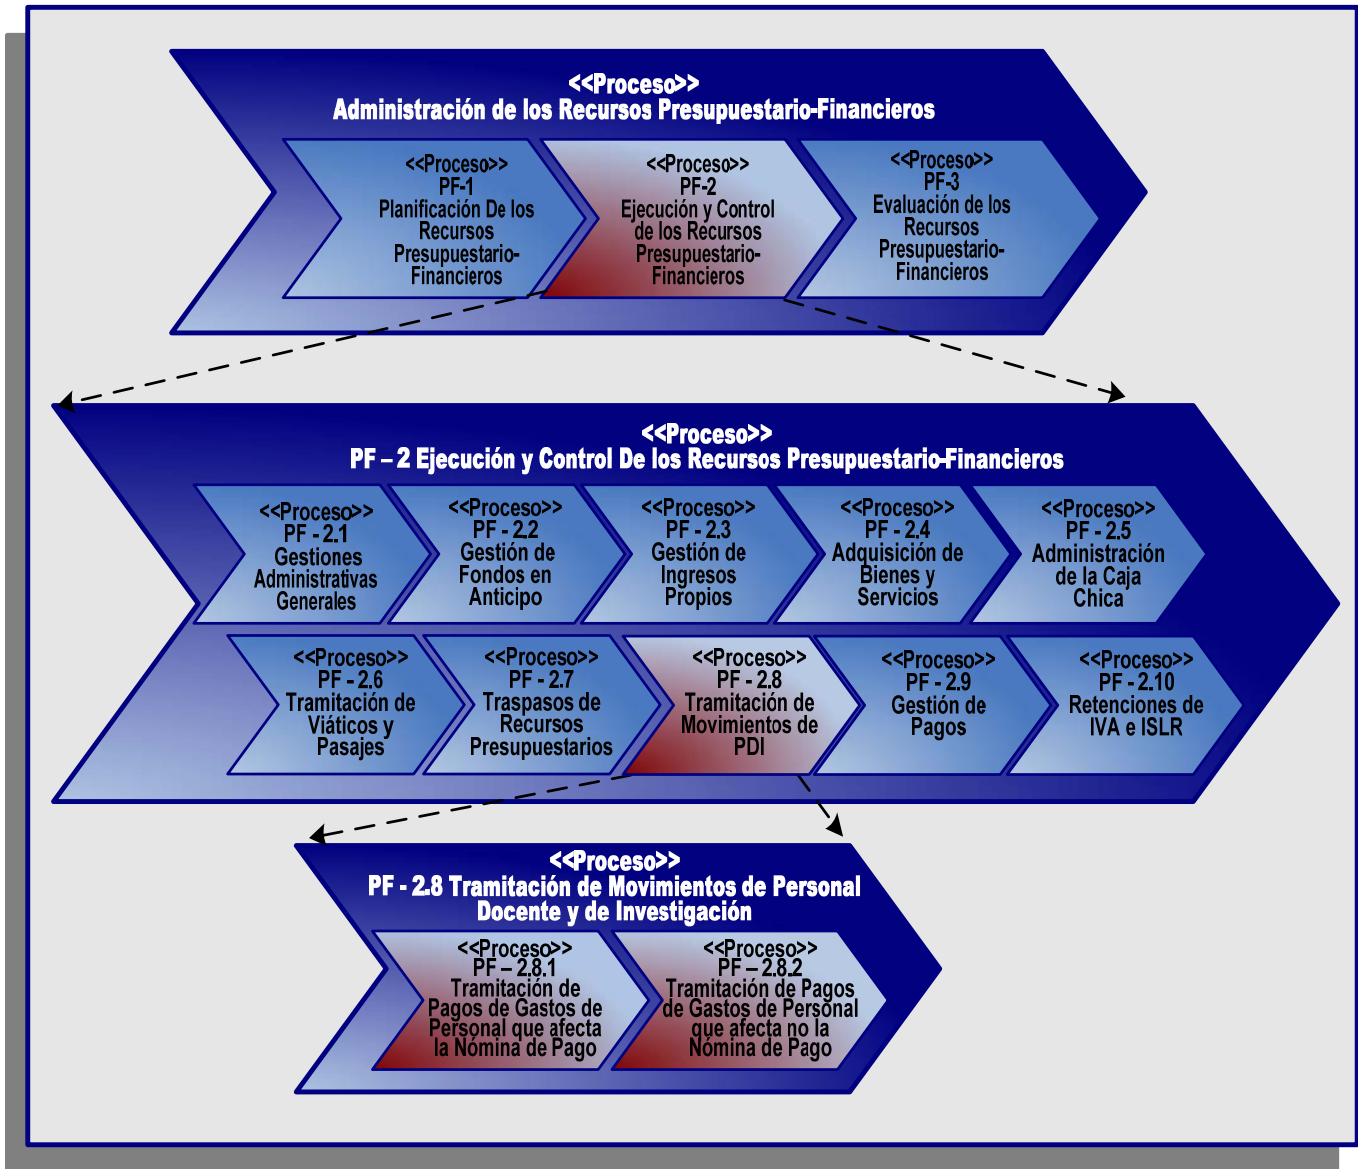 <<Proceso>>
Administración de los Recursos Presupuestario-Financieros
<<Proceso>>
PF-1
Planificación De los
Recursos
Presupuestario-
Financieros
<<Proceso>>
PF-2
Ejecución y Control
de los Recursos
Presupuestario-
Financieros
<<Proceso>>
PF-3
Evaluación de los
Recursos
Presupuestario-
Financieros
<<Proceso>>
PF – 2 Ejecución y Control De los Recursos Presupuestario-Financieros
<<Proceso>>
PF - 2.1
Gestiones
Administrativas
Generales
<<Proceso>>
PF - 2.2
Gestión de
Fondos en
Anticipo
<<Proceso>>
PF - 2.3
Gestión de
Ingresos
Propios
<<Proceso>>
PF - 2.4
Adquisición de
Bienes y
Servicios
<<Proceso>>
PF - 2.5
Administración
de la Caja
Chica
<<Proceso>>
PF - 2.6
Tramitación de
Viáticos y
Pasajes
<<Proceso>>
PF - 2.7
Traspasos de
Recursos
Presupuestarios
<<Proceso>>
PF - 2.8
Tramitación de
Movimientos de
PDI
<<Proceso>>
PF - 2.9
Gestión de
Pagos
<<Proceso>>
PF - 2.10
Retenciones de
IVA e ISLR
<<Proceso>>
PF - 2.8 Tramitación de Movimientos de Personal
Docente y de Investigación
<<Proceso>>
PF – 2.8.1
Tramitación de
Pagos de Gastos de
Personal que afecta
la Nómina de Pago
<<Proceso>>
PF – 2.8.2
Tramitación de Pagos
de Gastos de Personal
que afecta no la
Nómina de Pago